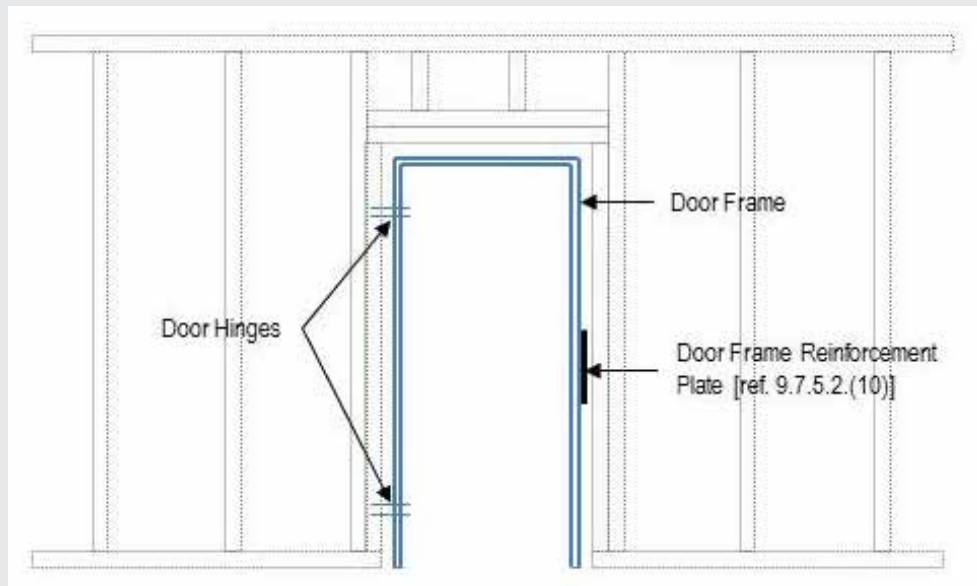 Door Frame
Door Hinges
Door Frame Reinforcement
Plate [ref. 9.7.5.2.(10)]